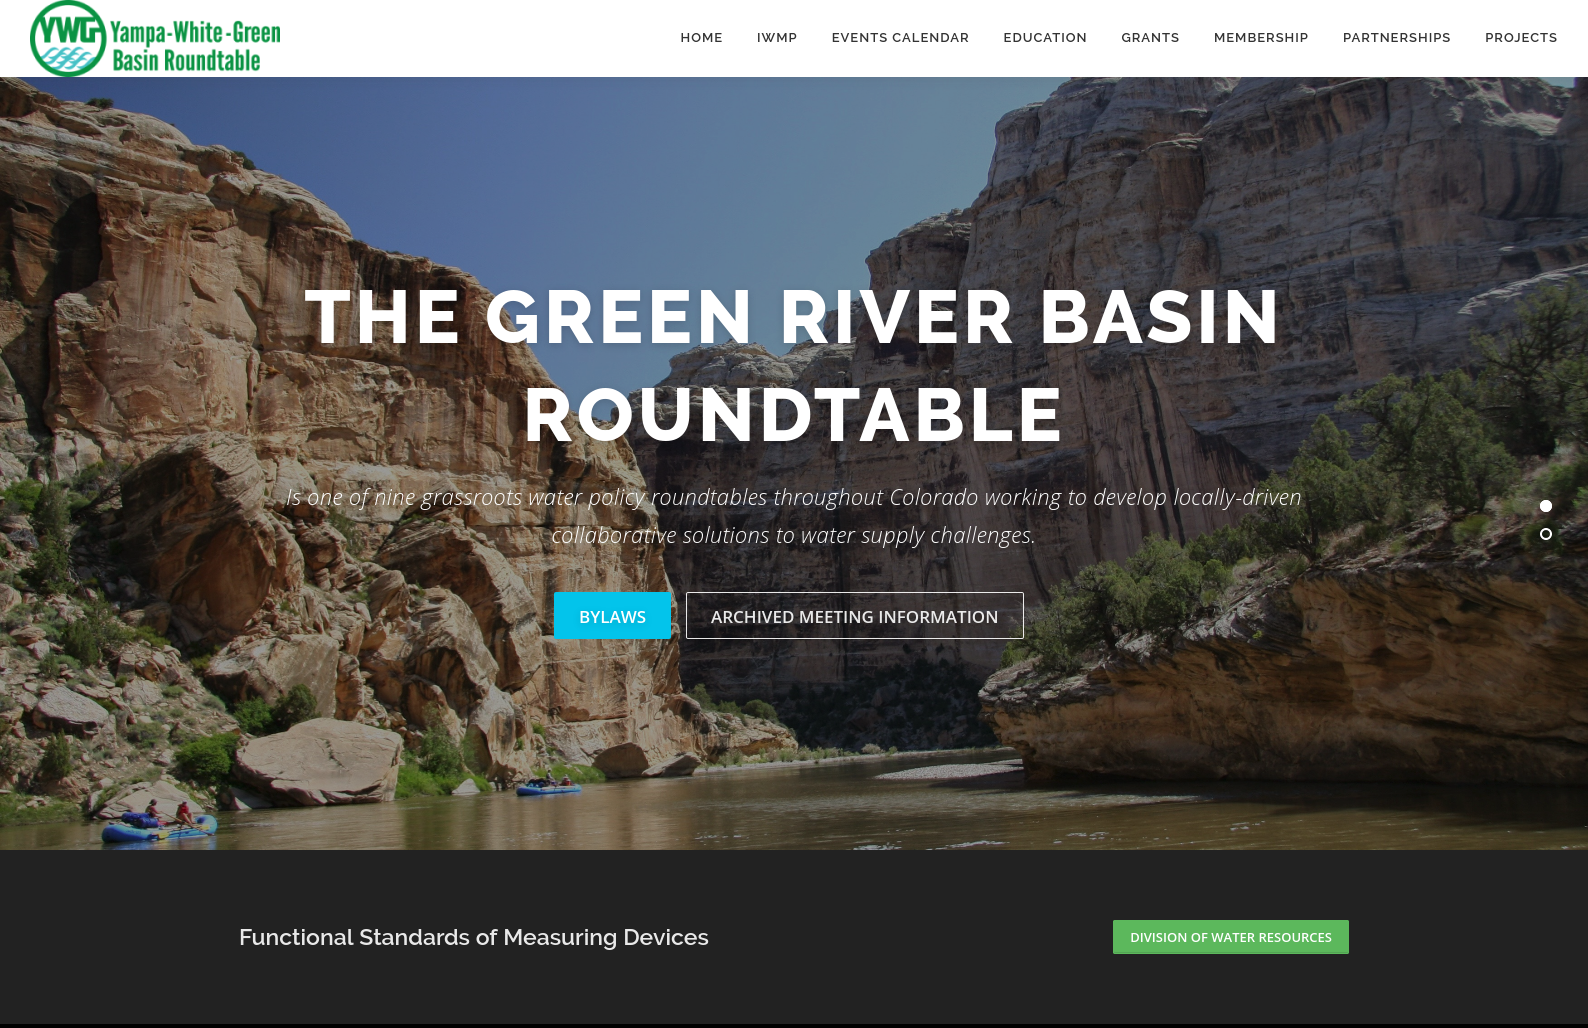 YWG Yampa-White-Green
Basin Roundtable
HOME IWMP EVENTS CALENDAR EDUCATION GRANTS MEMBERSHIP PARTNERSHIPS PROJECTS
THE GREEN RIVER BASIN
ROUNDTABLE
Is one of nine grassroots water policy roundtables throughout Colorado working to develop locally-driven
collaborative solutions to water supply challenges.
BYLAWS ARCHIVED MEETING INFORMATION
Functional Standards of Measuring Devices
DIVISION OF WATER RESOURCES